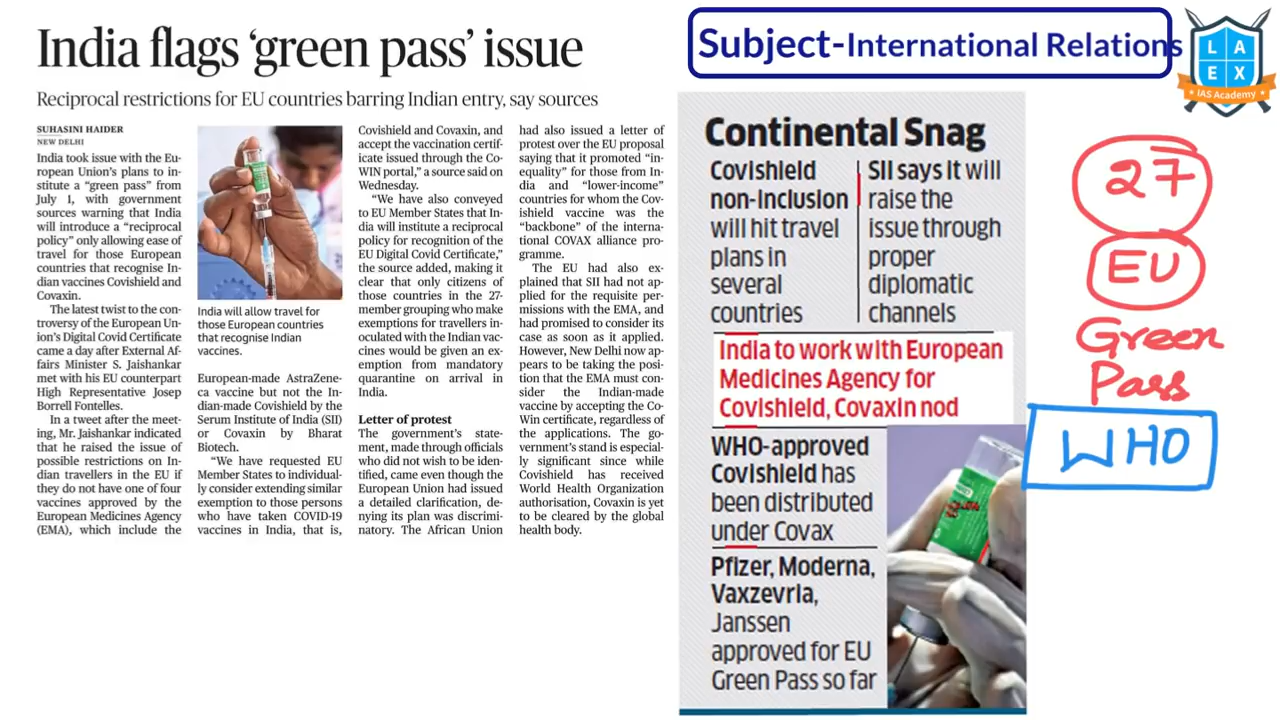 India flags ‘green pass’ issue
Reciprocal restrictions for EU countries barring Indian entry, say sources
SUHASINI HAIDER
NEW DELHI
India took issue with the Eu-
ropean Union's plans to in-
stitute a “green pass” from
July 1, with government
sources warning that India
will introduce a “reciprocal
policy” only allowing ease of
travel for those European
countries that recognise In-
dian vaccines Covishield and
Covaxin.
The latest twist to the con-
troversy of the European Un-
ion's Digital Covid Certificate
came a day after External Af-
fairs Minister S. Jaishankar
met with his EU counterpart
High Representative Josep
Borrell Fontelles.
In a tweet after the meet-
ing, Mr. Jaishankar indicated
that he raised the issue of
possible restrictions on In-
dian travellers in the EU if
they do not have one of four
vaccines approved by the
European Medicines Agency
(EMA), which include the
India will allow travel for
those European countries
that recognise Indian
vaccines.
European-made AstraZene-
ca vaccine but not the In-
dian-made Covishield by the
Serum Institute of India (SII)
or Covaxin by Bharat
Biotech.
“We have requested EU
Member States to individual-
ly consider extending similar
exemption to those persons
who have taken COVID-19
vaccines in India, that is,
Covishield and Covaxin, and
accept the vaccination certif-
icate issued through the Co-
WIN portal,” a source said on
Wednesday.
“We have also conveyed
to EU Member States that In-
dia will institute a reciprocal
policy for recognition of the
EU Digital Covid Certificate,”
the source added, making it
clear that only citizens of
those countries in the 27-
member grouping who make
exemptions for travellers in-
oculated with the Indian vac-
cines would be given an ex-
emption from mandatory
quarantine on arrival in
India.
Letter of protest
The government's state-
ment, made through officials
who did not wish to be iden-
tified, came even though the
European Union had issued
a detailed clarification, de-
nying its plan was discrimi-
natory. The African Union
had also issued a letter of
protest over the EU proposal
saying that it promoted “in-
equality” for those from In-
dia and “lower-income”
countries for whom the Cov-
ishield vaccine was the
“backbone” of the interna-
tional COVAX alliance pro-
gramme.
The EU had also ex-
plained that SII had not ap-
plied for the requisite per-
missions with the EMA, and
had promised to consider its
case as soon as it applied.
However, New Delhi now ap-
pears to be taking the posi-
tion that the EMA must con-
sider the Indian-made
vaccine by accepting the Co-
Win certificate, regardless of
the applications. The go-
vernment's stand is especial-
ly significant since while
Covishield has received
World Health Organization
authorisation, Covaxin is yet
to be cleared by the global
health body.
Subject-International Relations
L A
E X
IAS Academy
Continental Snag
Covishield
non-inclusion
will hit travel
plans in
several
countries
SII says it will
raise the
issue through
proper
diplomatic
channels
India to work with European
Medicines Agency for
Covishield, Covaxin nod
WHO-approved
Covishield has
been distributed
under Covax
Pfizer, Moderna,
Vaxzevria,
Janssen
approved for EU
Green Pass so far
27
EU
Green
Pass
WHO